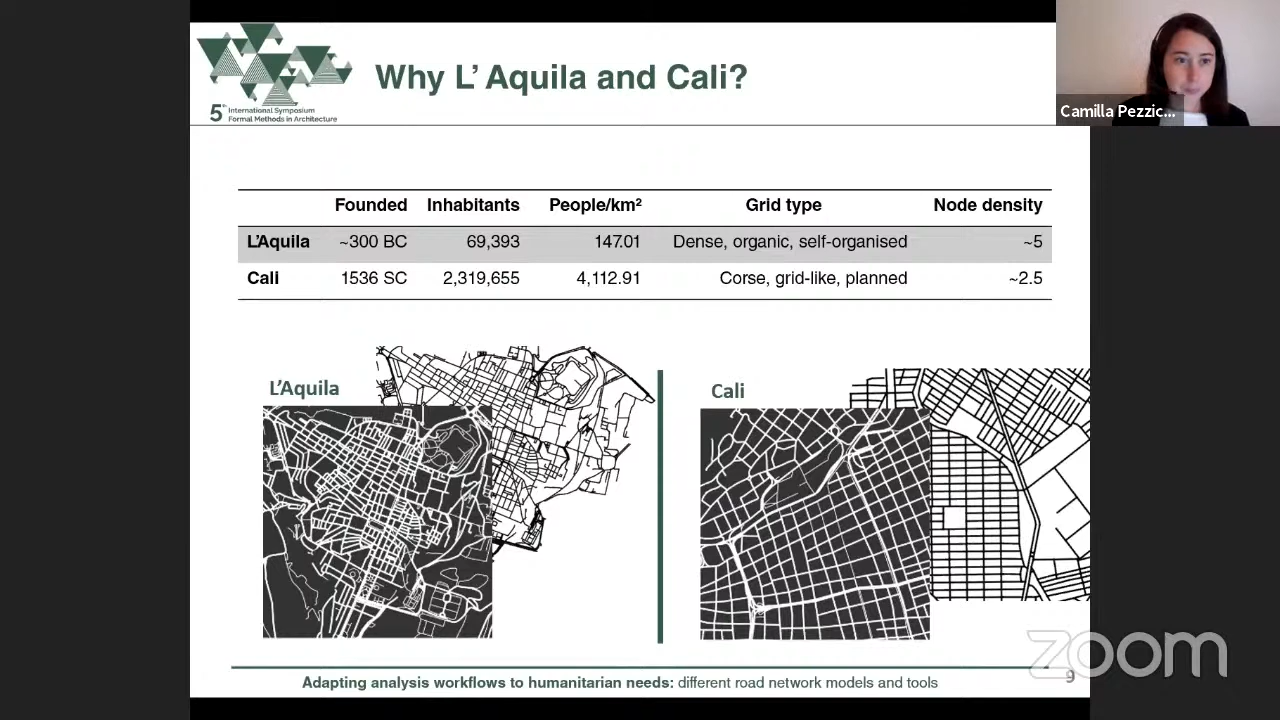 Why L' Aquila and Cali?
5th International Symposium
Formal Methods in Architecture
Camilla Pezzic...
Founded Inhabitants People/km² Grid type Node density
L'Aquila ~300 BC 69,393 147.01 Dense, organic, self-organised ~5
Cali 1536 SC 2,319,655 4,112.91 Corse, grid-like, planned ~2.5
L'Aquila
Cali
zoom
Adapting analysis workflows to humanitarian needs: different road network models and tools
9